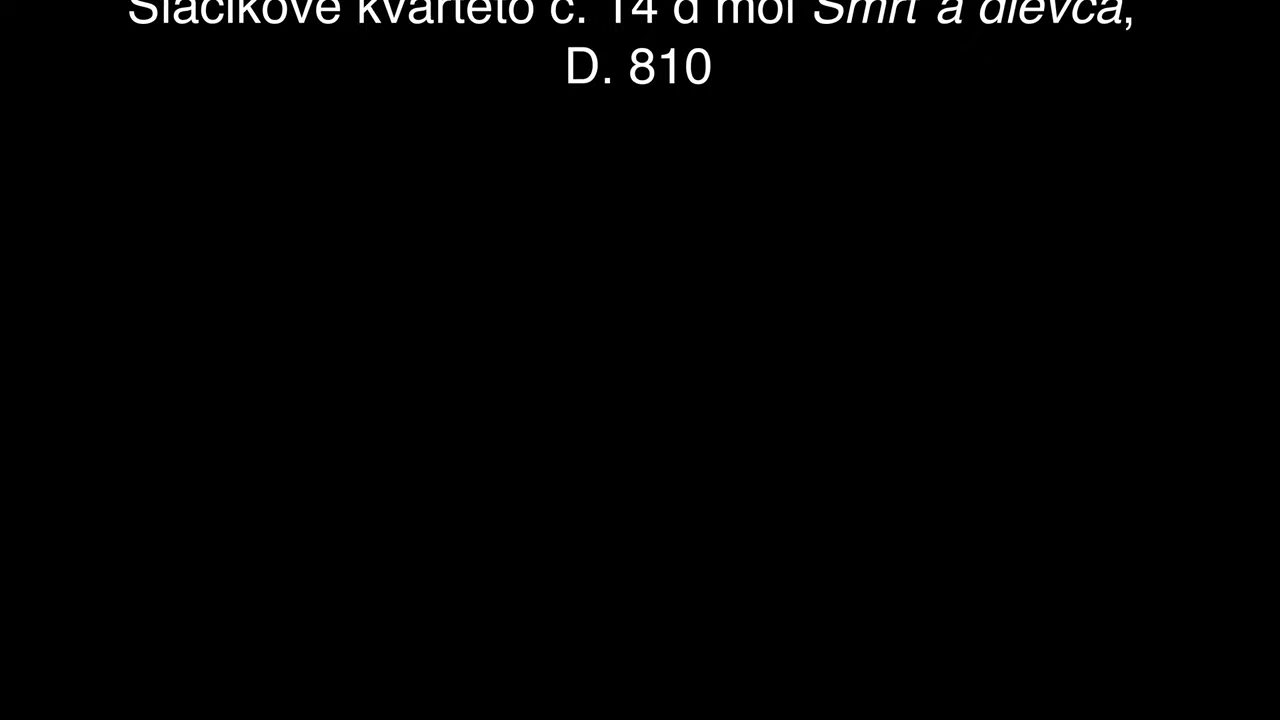 Sláčikové kvarteto č. 14 d mol Smrť a dievča,
D. 810